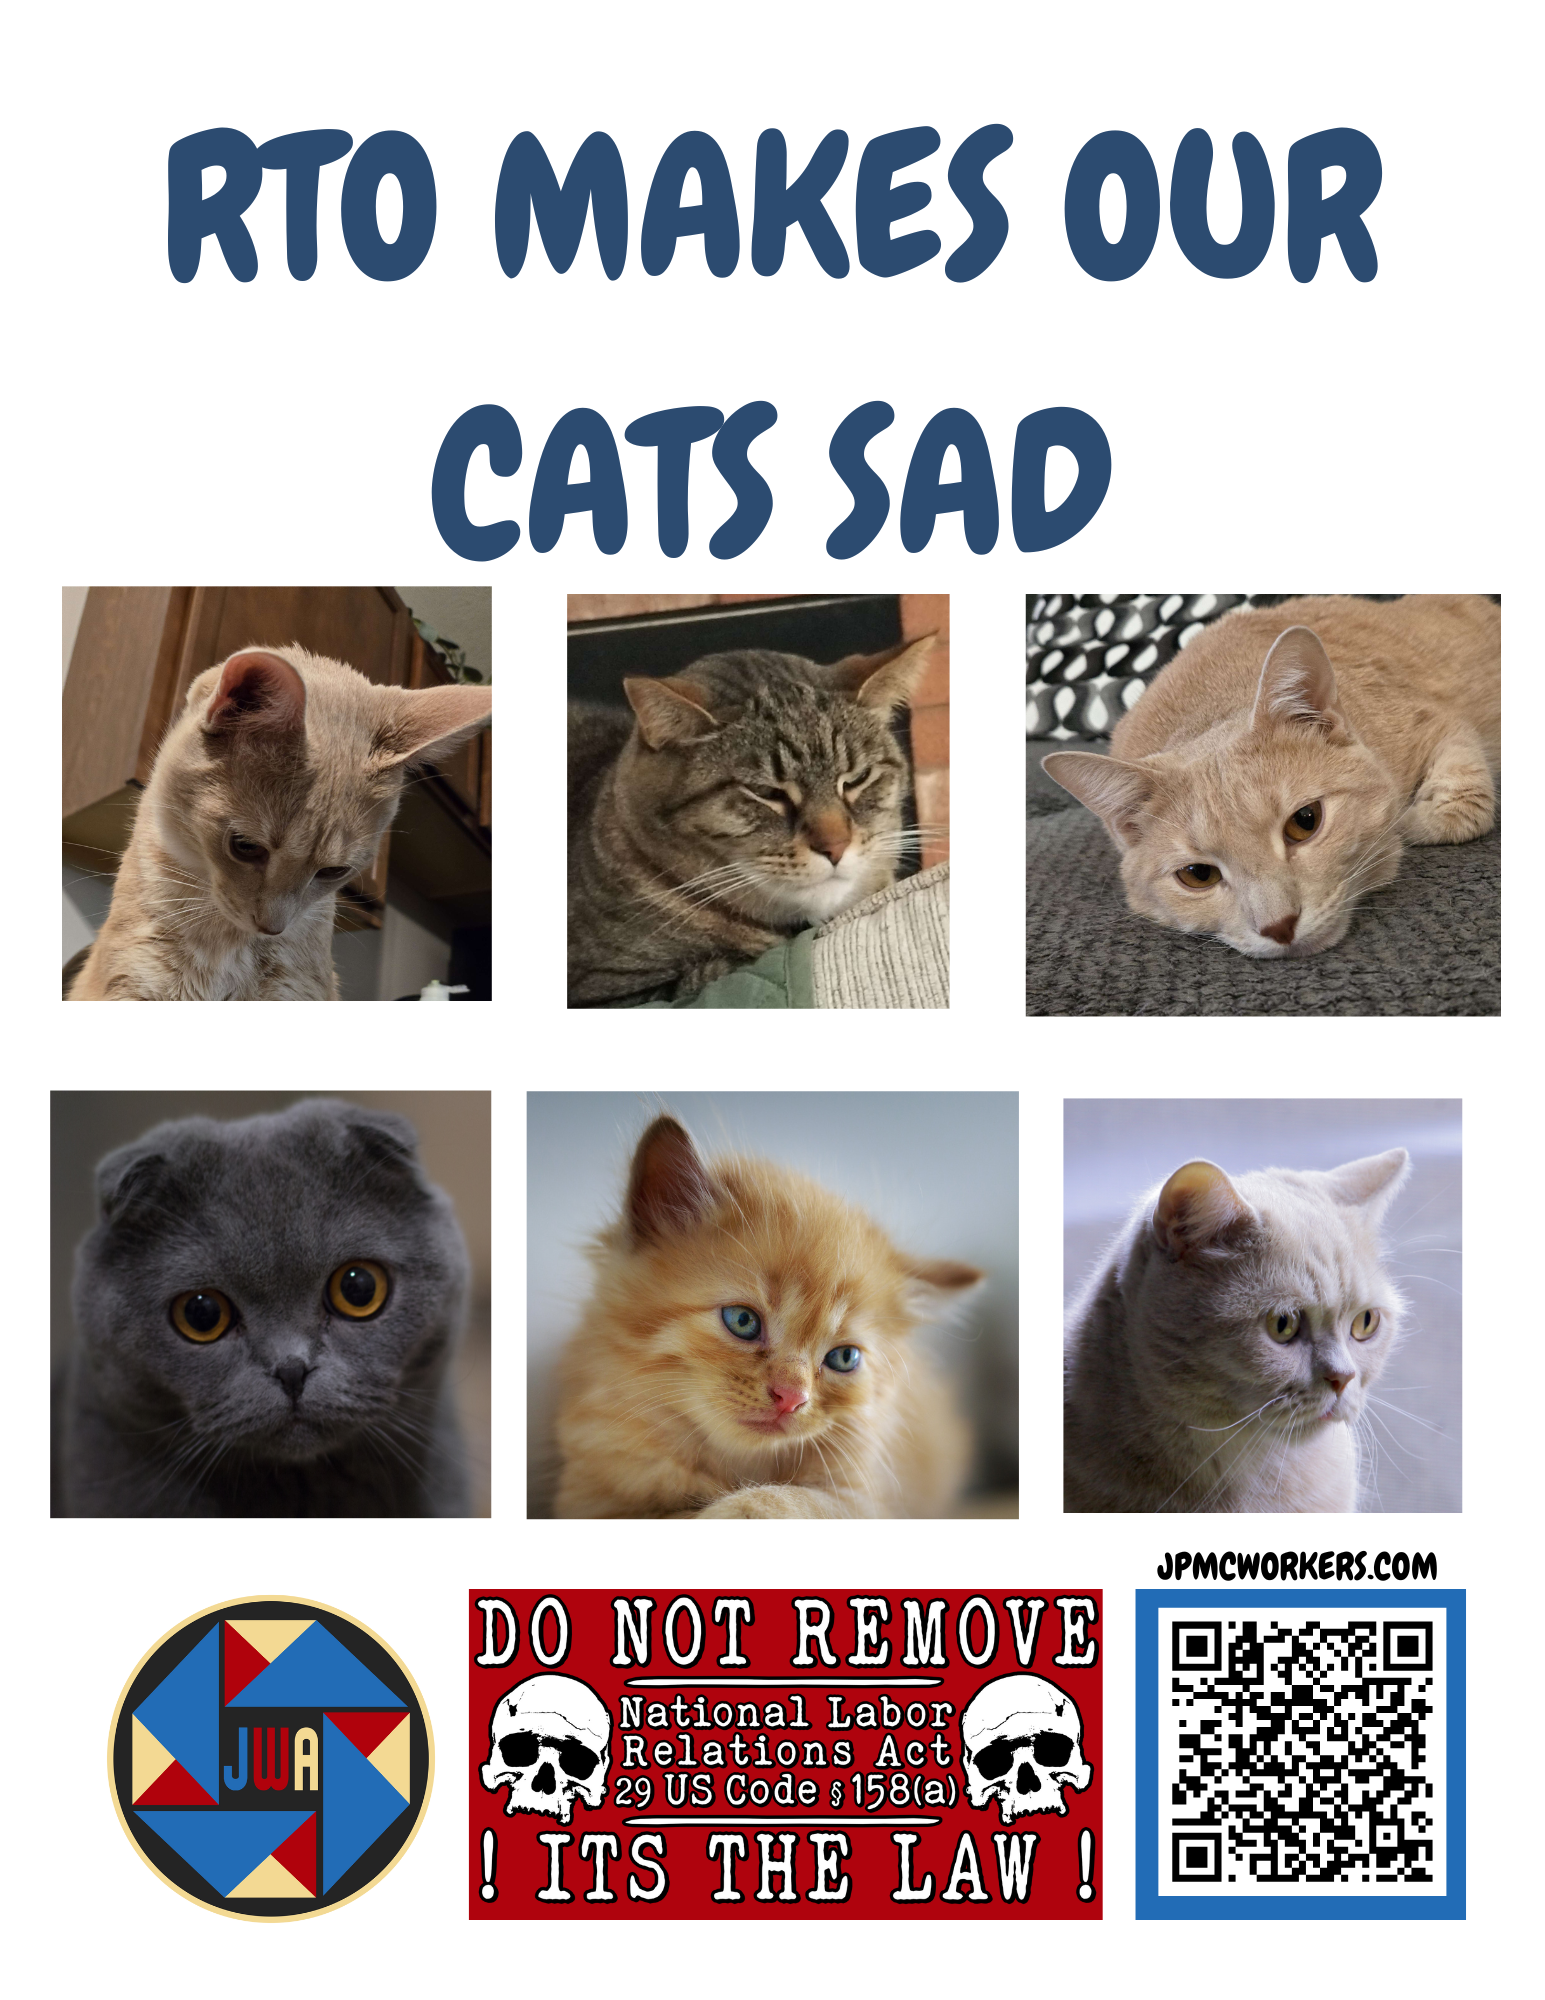 RTO MAKES OUR
CATS SAD
JPMCWORKERS.COM
JWA
DO NOT REMOVE
National Labor
Relations Act
29 US Code § 158(a)
! ITS THE LAW !